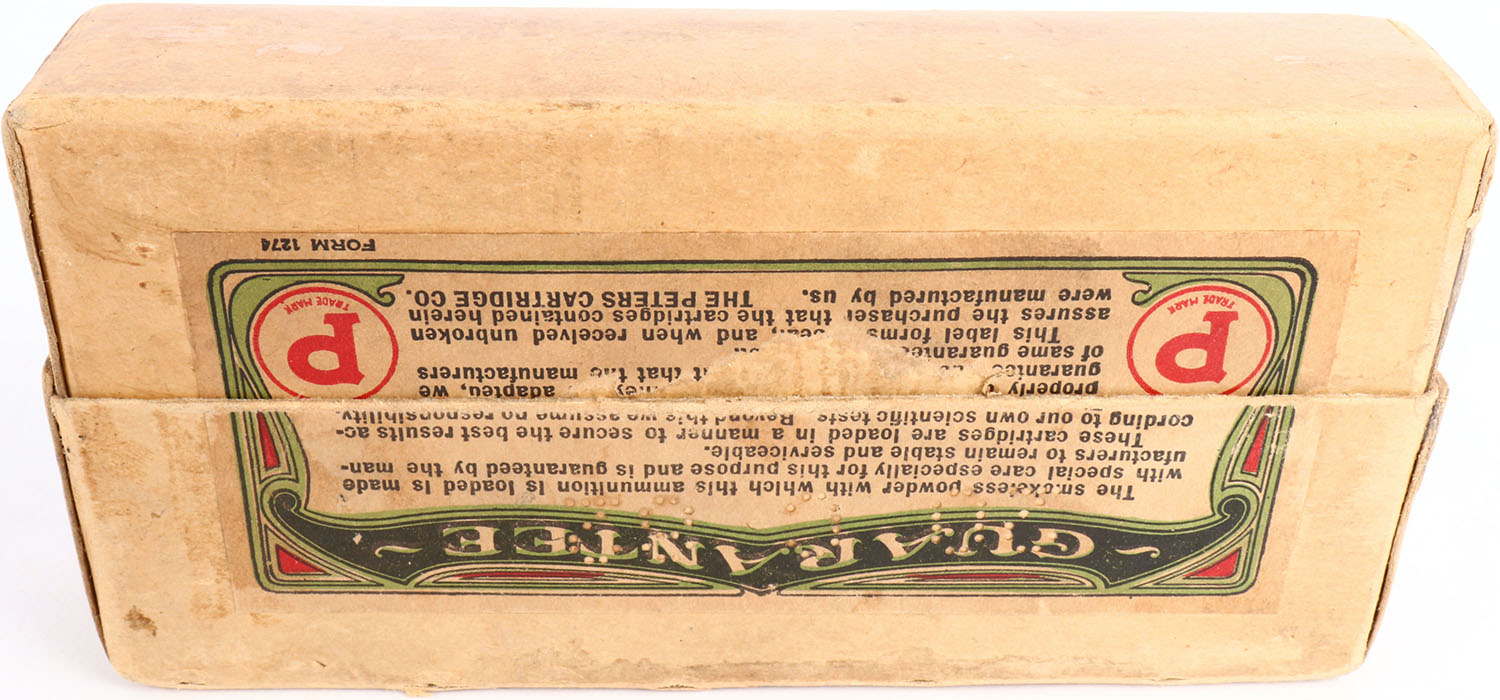 GUARANTEE
The smokeless powder with which this ammunition is loaded is made
with special care especially for this purpose and is guaranteed by the man-
ufacturers to remain stable and serviceable.
These cartridges are loaded in a manner to secure the best results ac-
cording to our own scientific tests. Beyond this we assume no responsibility.
properly adapted, we
guarantee that the manufacturers
of same guarantee
This label forms and when received unbroken
assures the purchaser that the cartridges contained herein
were manufactured by us. THE PETERS CARTRIDGE CO.
P
TRADE MARK
P
TRADE MARK
FORM 1274